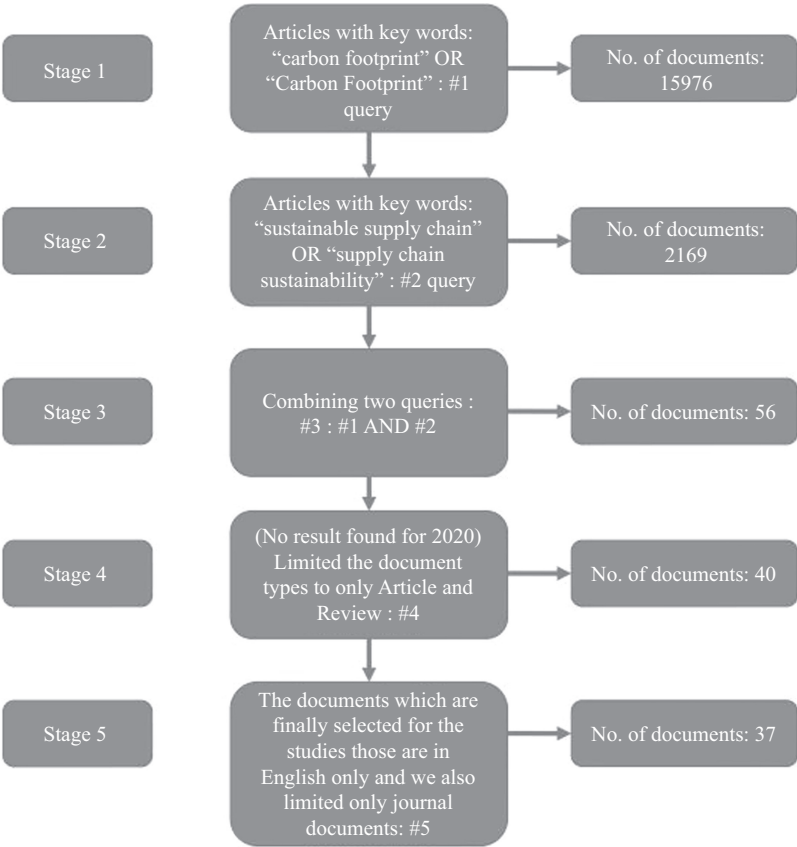 Stage 1
Articles with key words:
“carbon footprint” OR
“Carbon Footprint” : #1
query
No. of documents:
15976
Stage 2
Articles with key words:
“sustainable supply chain”
OR “supply chain
sustainability” : #2 query
No. of documents:
2169
Stage 3
Combining two queries :
#3 : #1 AND #2
No. of documents: 56
Stage 4
(No result found for 2020)
Limited the document
types to only Article and
Review : #4
No. of documents: 40
Stage 5
The documents which are
finally selected for the
studies those are in
English only and we also
limited only journal
documents: #5
No. of documents: 37